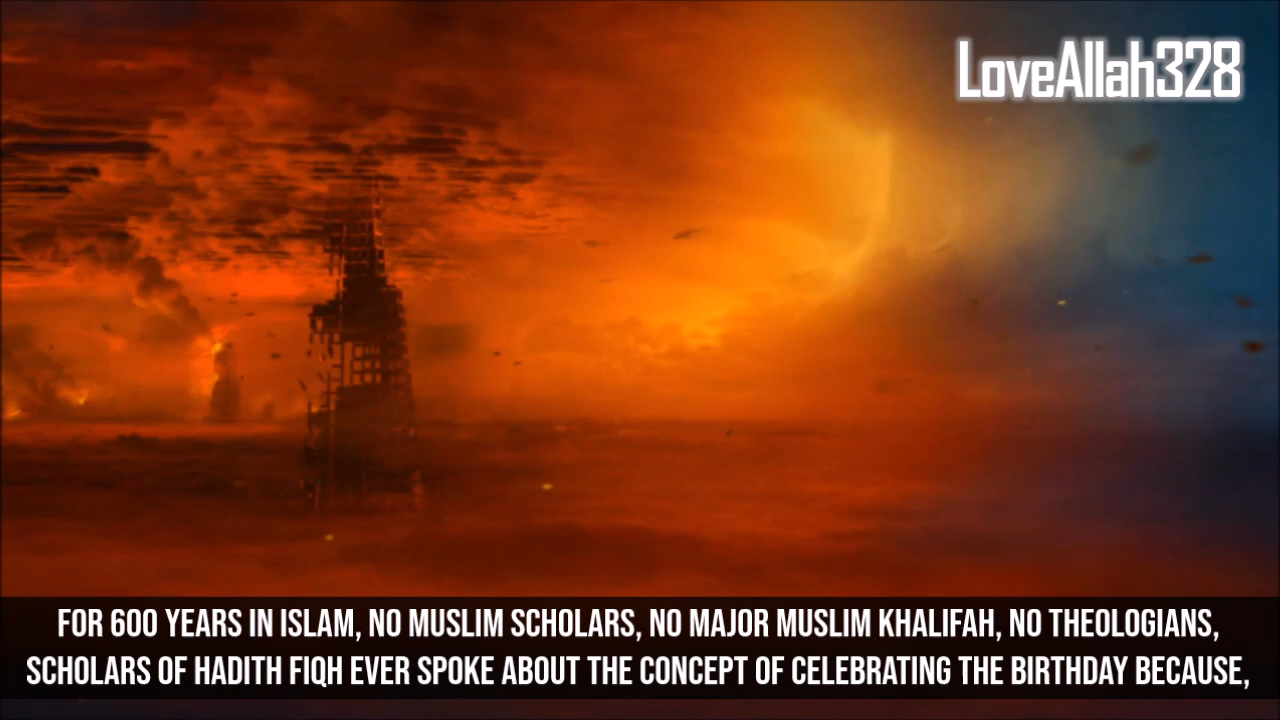 LoveAllah328
FOR 600 YEARS IN ISLAM, NO MUSLIM SCHOLARS, NO MAJOR MUSLIM KHALIFAH, NO THEOLOGIANS,
SCHOLARS OF HADITH FIQH EVER SPOKE ABOUT THE CONCEPT OF CELEBRATING THE BIRTHDAY BECAUSE,